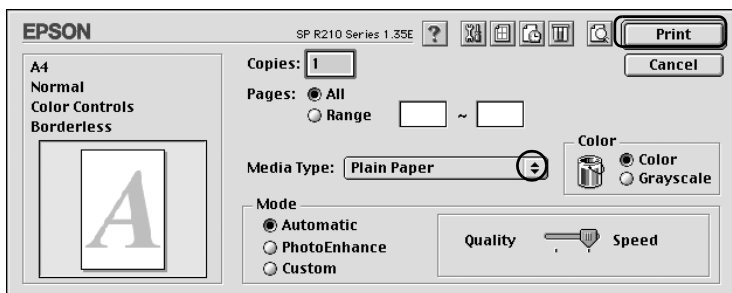 EPSON
SP R210 Series 1.35E
?
Print
Cancel
A4
Normal
Color Controls
Borderless
A
Copies: 1
Pages: All
Range ~
Media Type: Plain Paper
Color
Color
Grayscale
Mode
Automatic
PhotoEnhance
Custom
Quality Speed